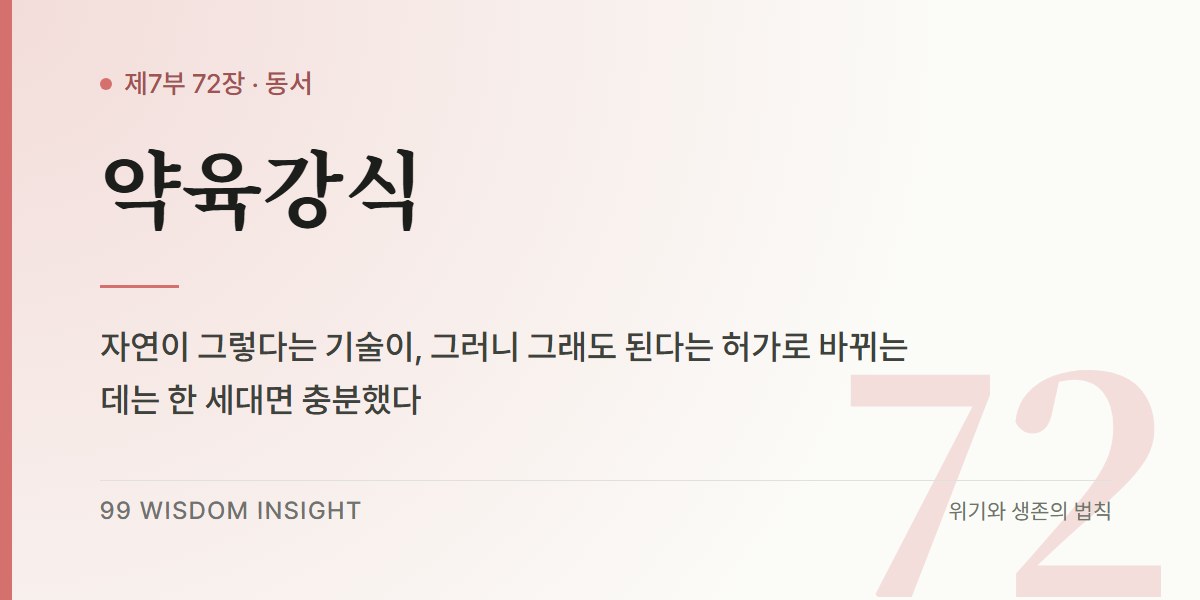 제7부 72장 · 동서
약육강식
자연이 그렇다는 기술이, 그러니 그래도 된다는 허가로 바뀌는
데는 한 세대면 충분했다
72
99 WISDOM INSIGHT
위기와 생존의 법칙